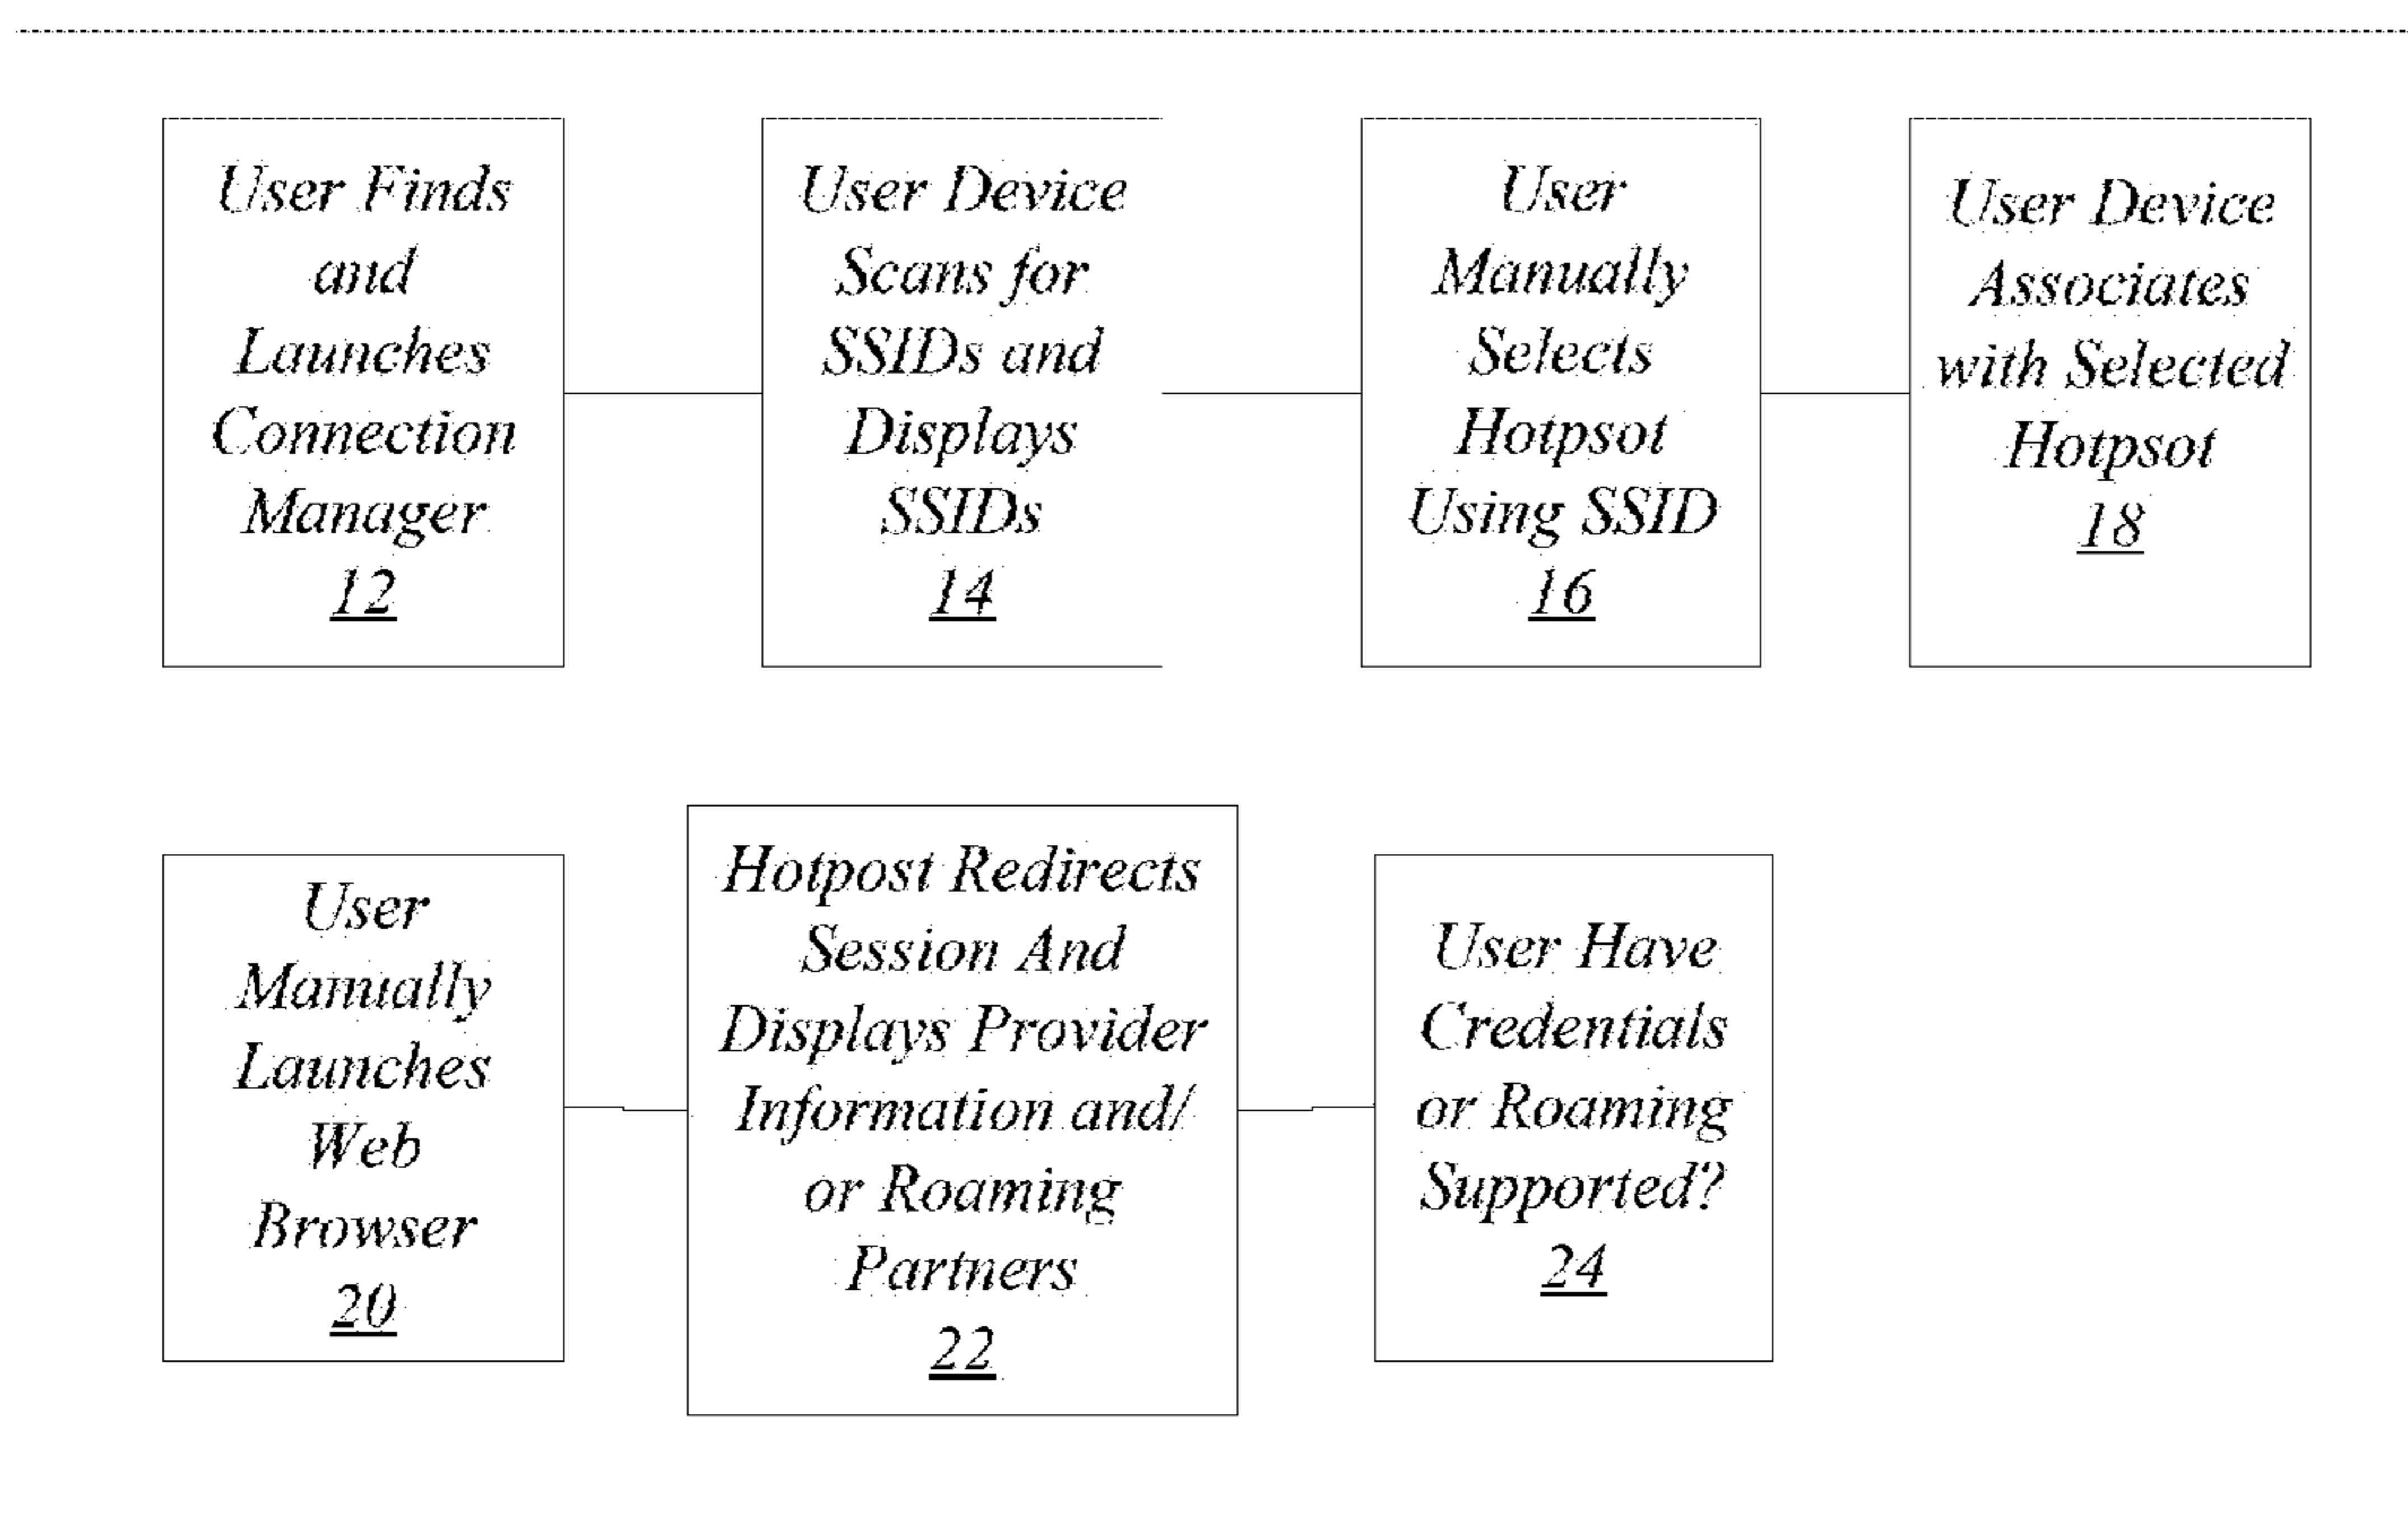 User Finds
and
Launches
Connection
Manager
12
User Device
Scans for
SSIDs and
Displays
SSIDs
14
User
Manually
Selects
Hotpsot
Using SSID
16
User Device
Associates
with Selected
Hotpsot
18
User
Manually
Launches
Web
Browser
20
Hotpost Redirects
Session And
Displays Provider
Information and/
or Roaming
Partners
22
User Have
Credentials
or Roaming
Supported?
24